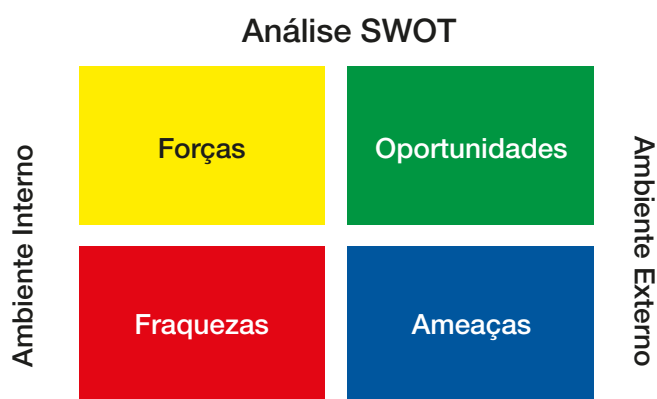 Análise SWOT
Ambiente Interno
Forças
Oportunidades
Fraquezas
Ameaças
Ambiente Externo